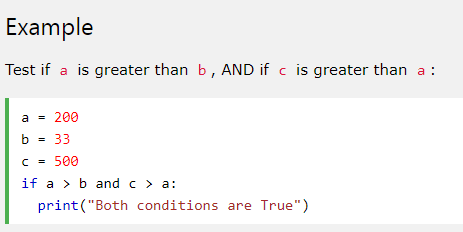 Example
Test if a is greater than b, AND if c is greater than a:
a = 200
b = 33
c = 500
if a > b and c > a:
  print("Both conditions are True")